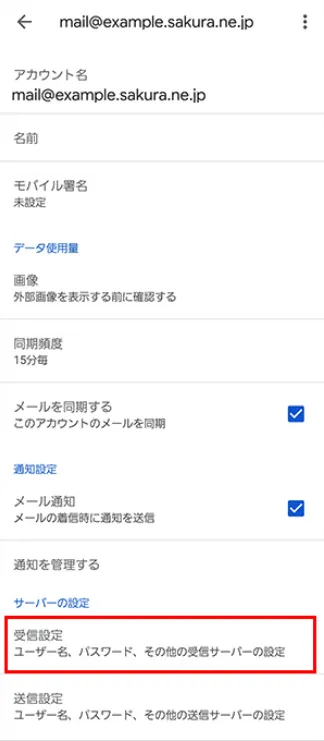 mail@example.sakura.ne.jp
アカウント名
mail@example.sakura.ne.jp
名前
モバイル署名
未設定
データ使用量
画像
外部画像を表示する前に確認する
同期頻度
15分毎
メールを同期する
このアカウントのメールを同期
通知設定
メール通知
メールの着信時に通知を送信
通知を管理する
サーバーの設定
受信設定
ユーザー名、パスワード、その他の受信サーバーの設定
送信設定
ユーザー名、パスワード、その他の送信サーバーの設定